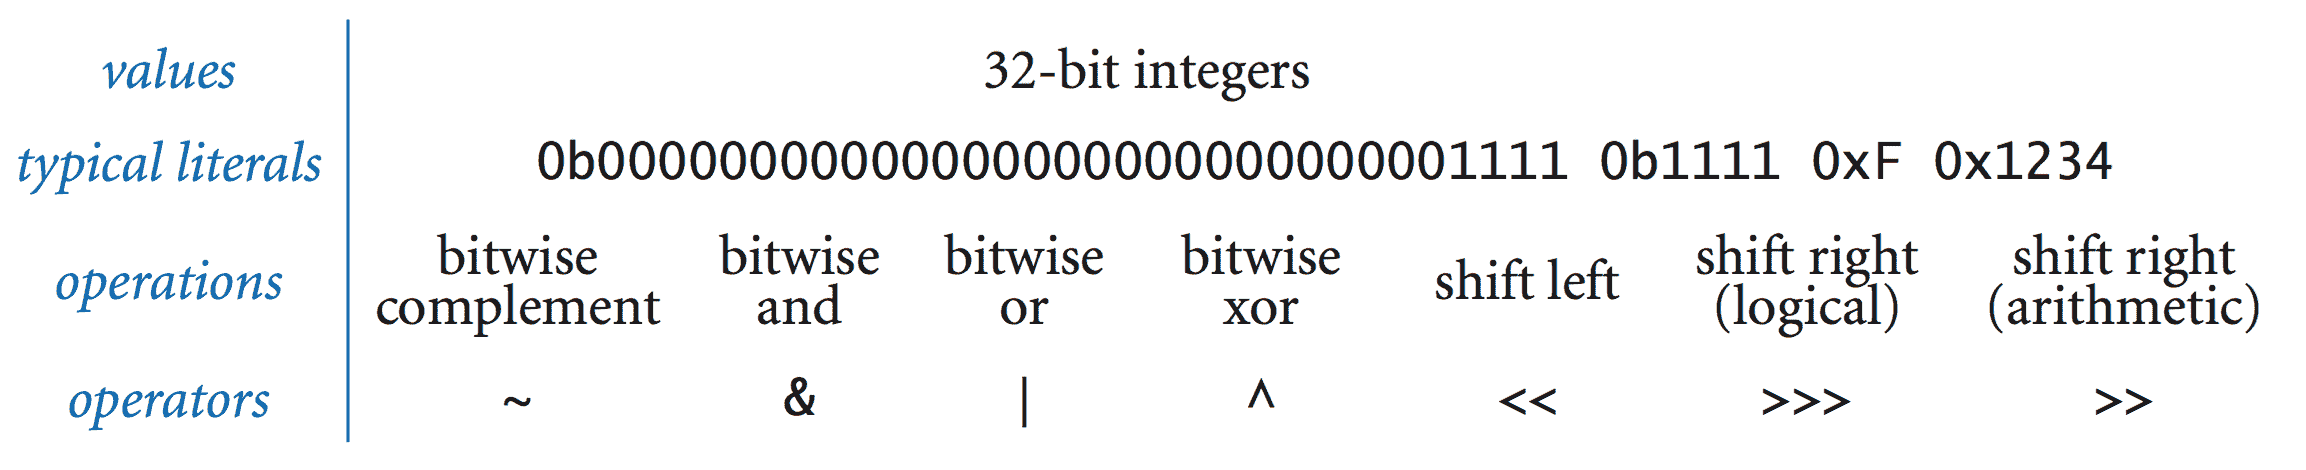 values 32-bit integers
typical literals 0b00000000000000000000000000001111 0b1111 0xF 0x1234
operations bitwise complement bitwise and bitwise or bitwise xor shift left shift right (logical) shift right (arithmetic)
operators ~ & | ^ << >>> >>